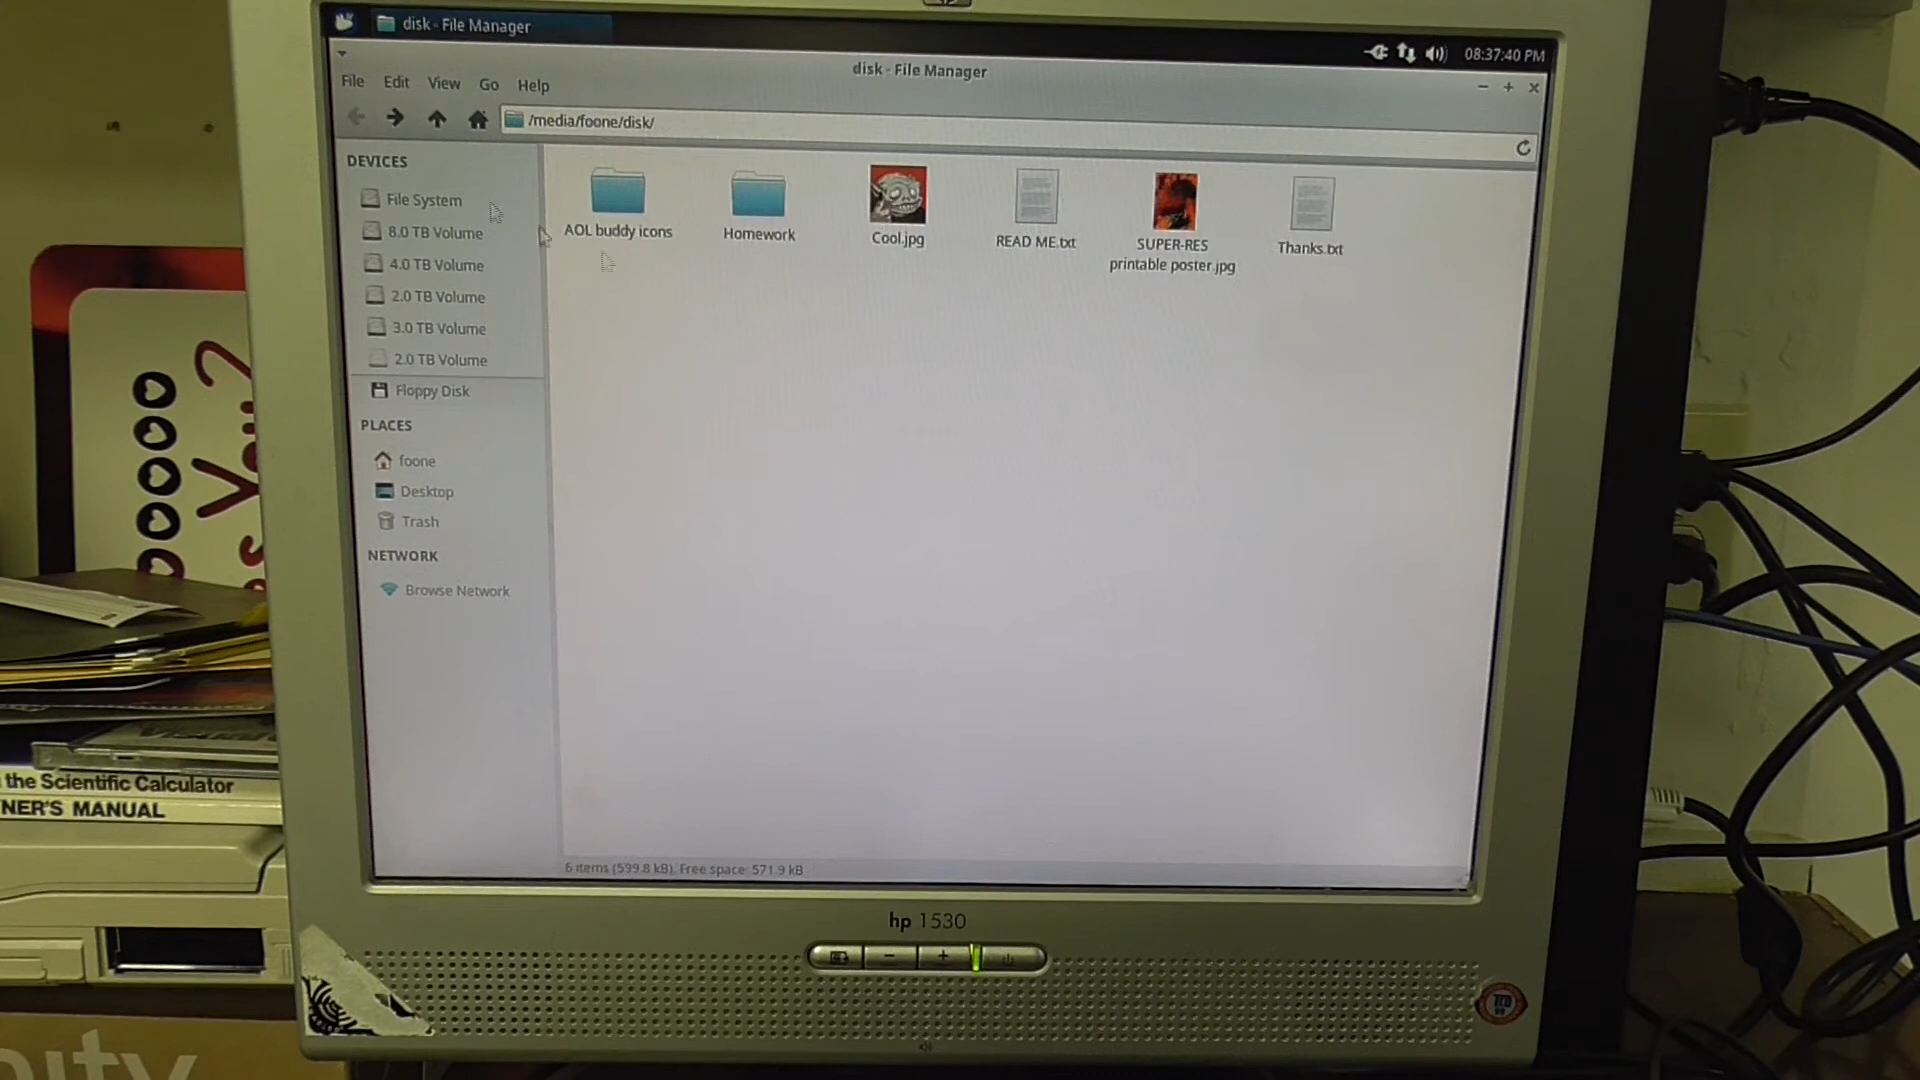 disk - File Manager
08:37:40 PM
disk - File Manager
File Edit View Go Help
/media/foone/disk/
DEVICES
File System
8.0 TB Volume
4.0 TB Volume
2.0 TB Volume
3.0 TB Volume
2.0 TB Volume
Floppy Disk
PLACES
foone
Desktop
Trash
NETWORK
Browse Network
AOL buddy icons
Homework
Cool.jpg
READ ME.txt
SUPER-RES
printable poster.jpg
Thanks.txt
6 items (599.8 kB), Free space: 571.9 kB
hp 1530
the Scientific Calculator
NER'S MANUAL
s You?
nity